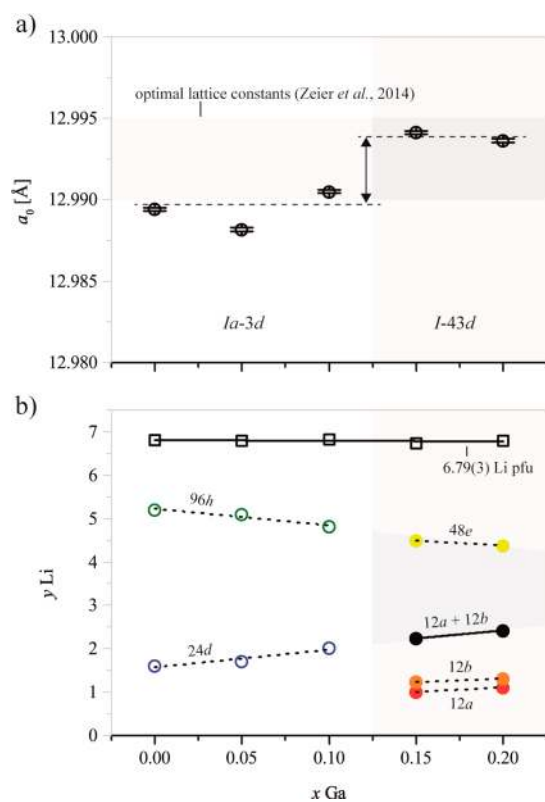 a)
13.000
optimal lattice constants (Zeier et al., 2014)
12.995
12.990
a₀ [Å]
12.985
Ia-3d
I-43d
12.980
b)
7
6.79(3) Li pfu
6
96h
5
48e
4
y Li
3
12a + 12b
24d
2
12b
1
12a
0
0.00 0.05 0.10 0.15 0.20
x Ga